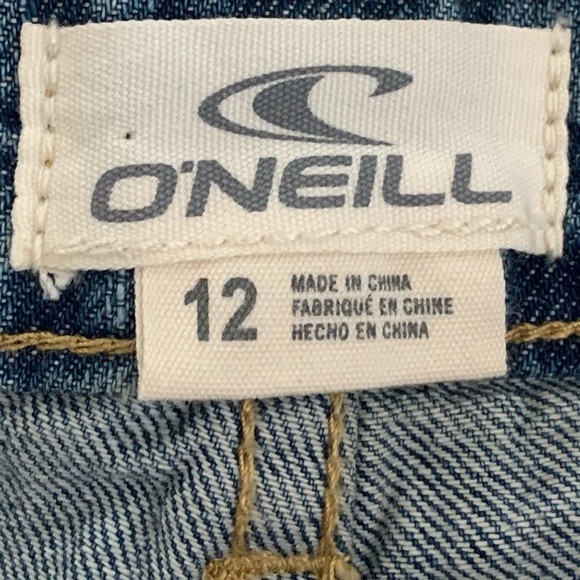 O'NEILL
12
MADE IN CHINA
FABRIQUÉ EN CHINE
HECHO EN CHINA